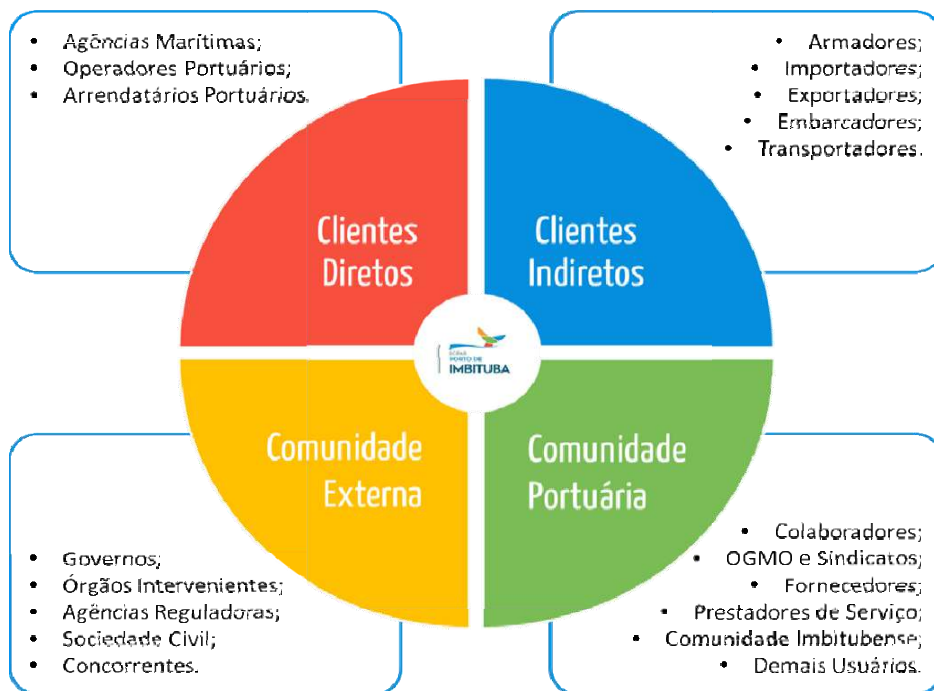 • Agências Marítimas;
• Operadores Portuários;
• Arrendatários Portuários.
• Armadores;
• Importadores;
• Exportadores;
• Embarcadores;
• Transportadores.
Clientes
Diretos
Clientes
Indiretos
PORTO DE
IMBITUBA
Comunidade
Externa
Comunidade
Portuária
• Governos;
• Órgãos Intervenientes;
• Agências Reguladoras;
• Sociedade Civil;
• Concorrentes.
• Colaboradores;
• OGMO e Sindicatos;
• Fornecedores;
• Prestadores de Serviço;
• Comunidade Imbitubense;
• Demais Usuários.